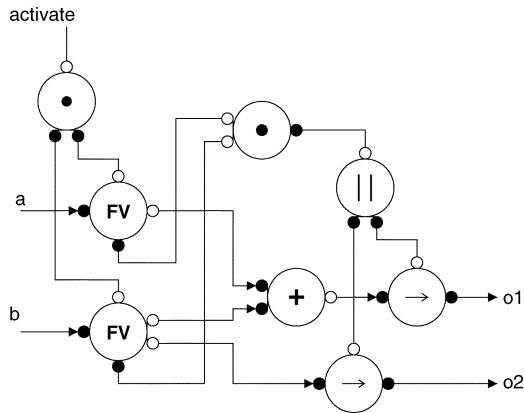 activate
a
FV
||
b
FV
+
→
o1
→
o2